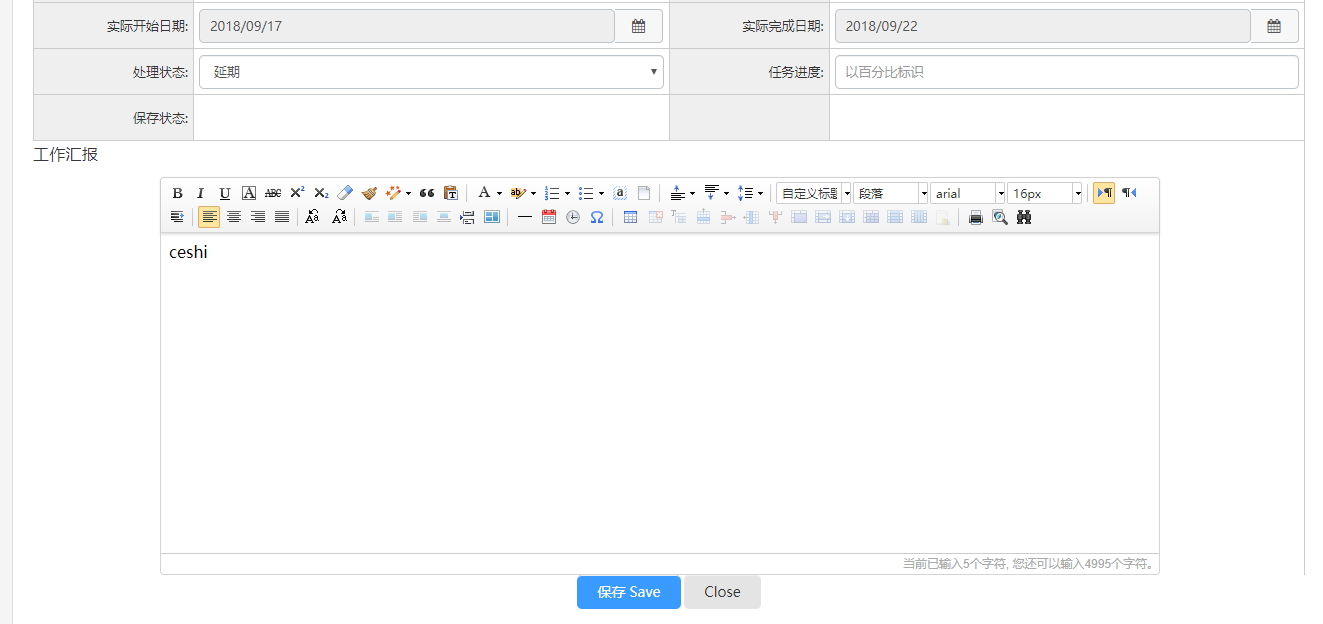 实际开始日期: 2018/09/17 实际完成日期: 2018/09/22
处理状态: 延期 任务进度: 以百分比标识
保存状态:
工作汇报
B I U A ABC X² X₂ A ab a 自定义标题 段落 arial 16px
ceshi
当前已输入5个字符, 您还可以输入4995个字符。
保存 Save Close